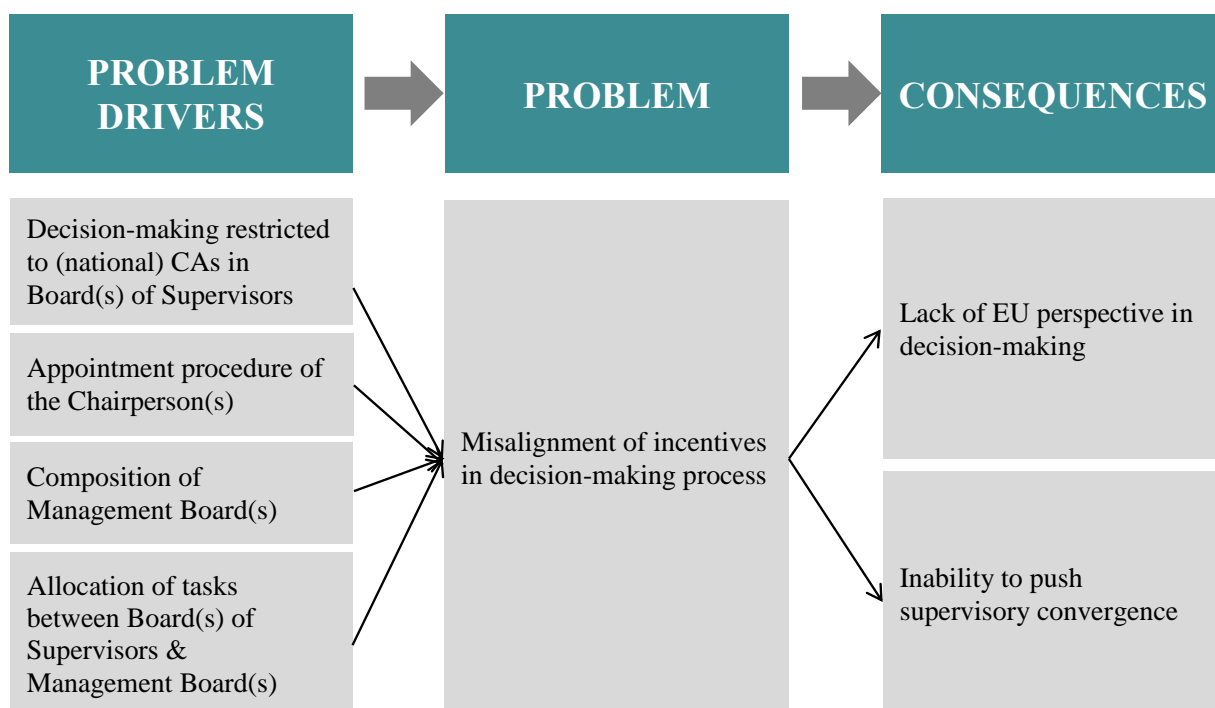 PROBLEM
DRIVERS
PROBLEM
CONSEQUENCES
Decision-making restricted
to (national) CAs in
Board(s) of Supervisors
Appointment procedure of
the Chairperson(s)
Composition of
Management Board(s)
Allocation of tasks
between Board(s) of
Supervisors &
Management Board(s)
Misalignment of incentives
in decision-making process
Lack of EU perspective in
decision-making
Inability to push
supervisory convergence